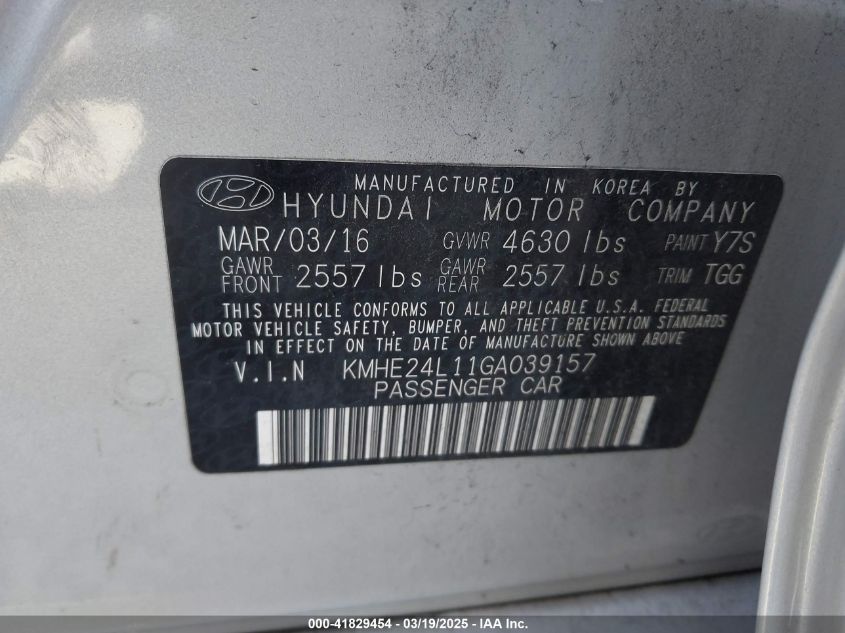 MANUFACTURED IN KOREA BY
HYUNDAI MOTOR COMPANY
MAR/03/16 GVWR 4630 lbs PAINT Y7S
GAWR FRONT 2557 lbs GAWR REAR 2557 lbs TRIM TGG
THIS VEHICLE CONFORMS TO ALL APPLICABLE U.S.A. FEDERAL
MOTOR VEHICLE SAFETY, BUMPER, AND THEFT PREVENTION STANDARDS
IN EFFECT ON THE DATE OF MANUFACTURE SHOWN ABOVE
V.I.N KMHE24L11GA039157
PASSENGER CAR
000-41829454 - 03/19/2025 - IAA Inc.